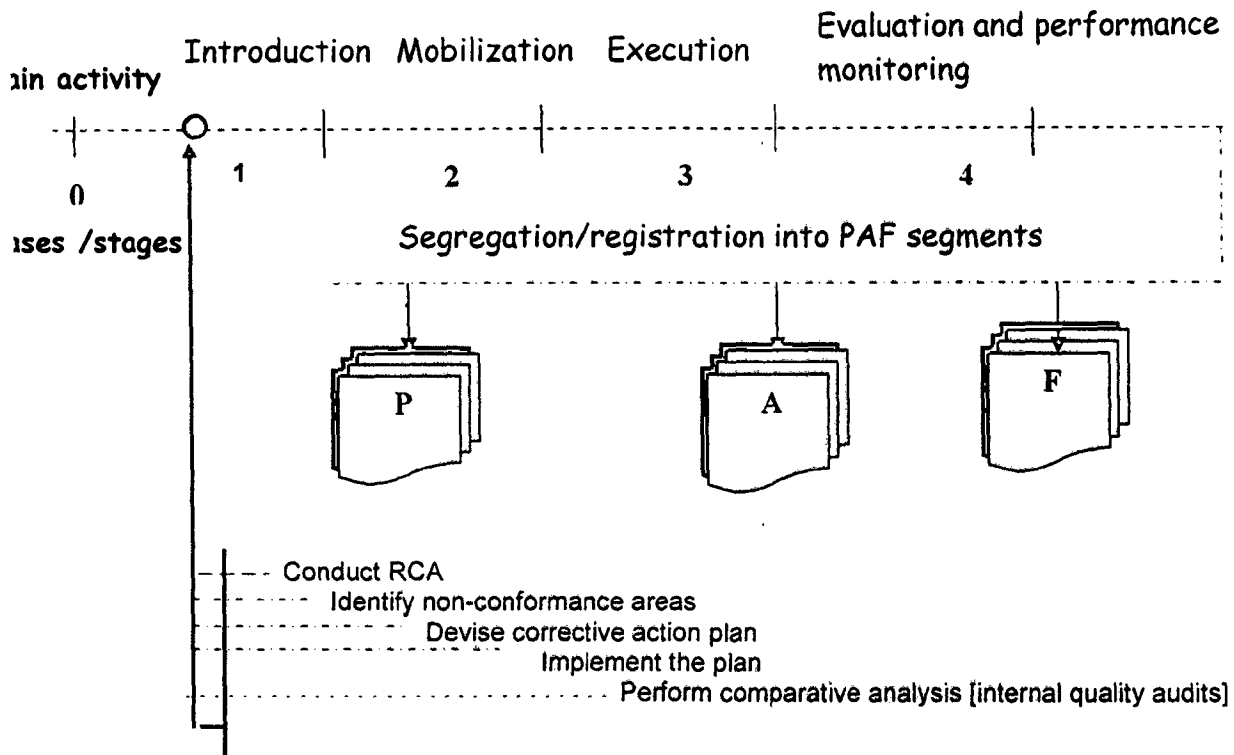 Introduction Mobilization Execution Evaluation and performance
monitoring
ain activity
0 1 2 3 4
ases /stages
Segregation/registration into PAF segments
P A F
Conduct RCA
Identify non-conformance areas
Devise corrective action plan
Implement the plan
Perform comparative analysis [internal quality audits]